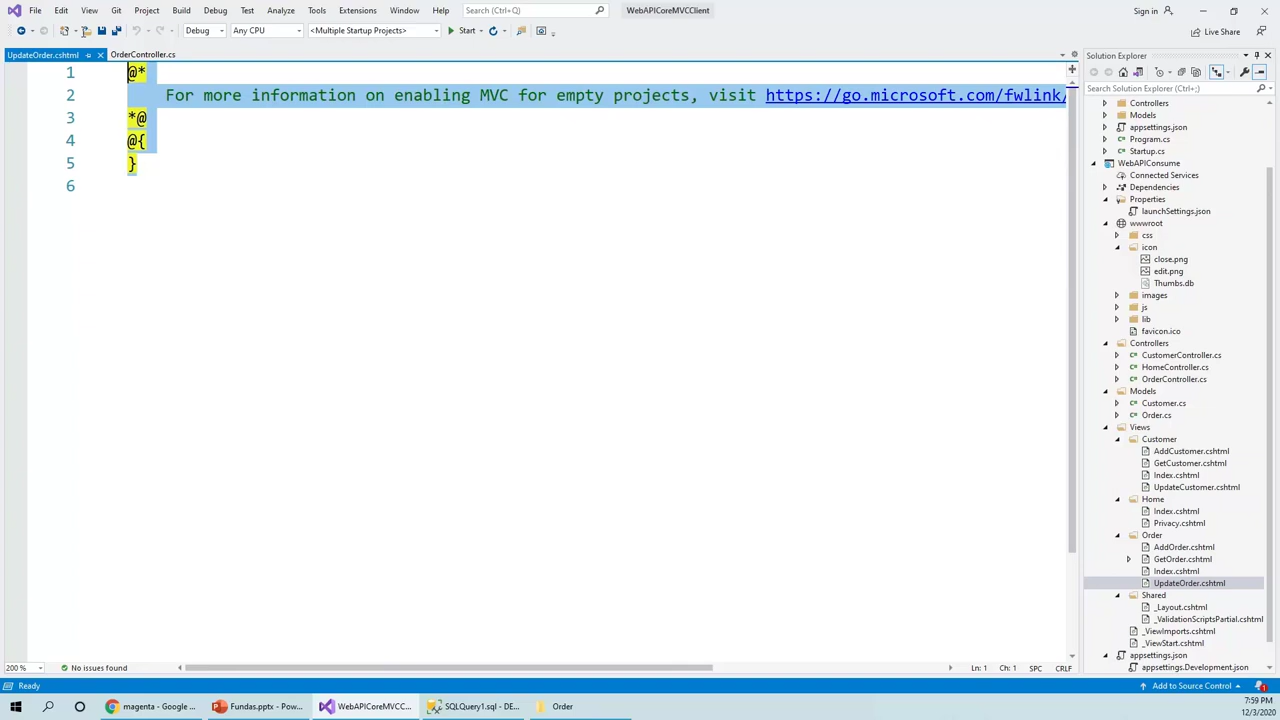 File Edit View Git Project Build Debug Test Analyze Tools Extensions Window Help Search (Ctrl+Q) WebAPICoreMVCClient Sign in
Debug Any CPU <Multiple Startup Projects> Start Live Share
UpdateOrder.cshtml OrderController.cs
1 @*
2 For more information on enabling MVC for empty projects, visit https://go.microsoft.com/fwlink/
3 *@
4 @{
5 }
6
Solution Explorer
Search Solution Explorer (Ctrl+;)
Controllers
Models
appsettings.json
Program.cs
Startup.cs
WebAPIConsume
Connected Services
Dependencies
Properties
launchSettings.json
wwwroot
css
icon
close.png
edit.png
Thumbs.db
images
js
lib
favicon.ico
Controllers
CustomerController.cs
HomeController.cs
OrderController.cs
Models
Customer.cs
Order.cs
Views
Customer
AddCustomer.cshtml
GetCustomer.cshtml
Index.cshtml
UpdateCustomer.cshtml
Home
Index.cshtml
Privacy.cshtml
Order
AddOrder.cshtml
GetOrder.cshtml
Index.cshtml
UpdateOrder.cshtml
Shared
_Layout.cshtml
_ValidationScriptsPartial.cshtml
_ViewImports.cshtml
_ViewStart.cshtml
appsettings.json
appsettings.Development.json
200 % No issues found Ln: 1 Ch: 1 SPC CRLF
Ready Add to Source Control 1
magenta - Google ... Fundas.pptx - Pow... WebAPICoreMVCC... SQLQuery1.sql - DE... Order 7:59 PM
12/3/2020